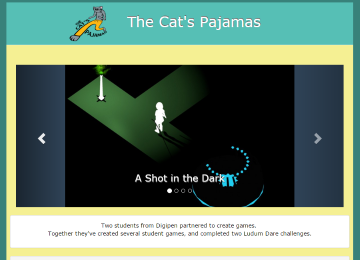 PAJAMAS
The Cat's Pajamas
A Shot in the Dark
Two students from Digipen partnered to create games.
Together they've created several student games, and completed two Ludum Dare challenges.